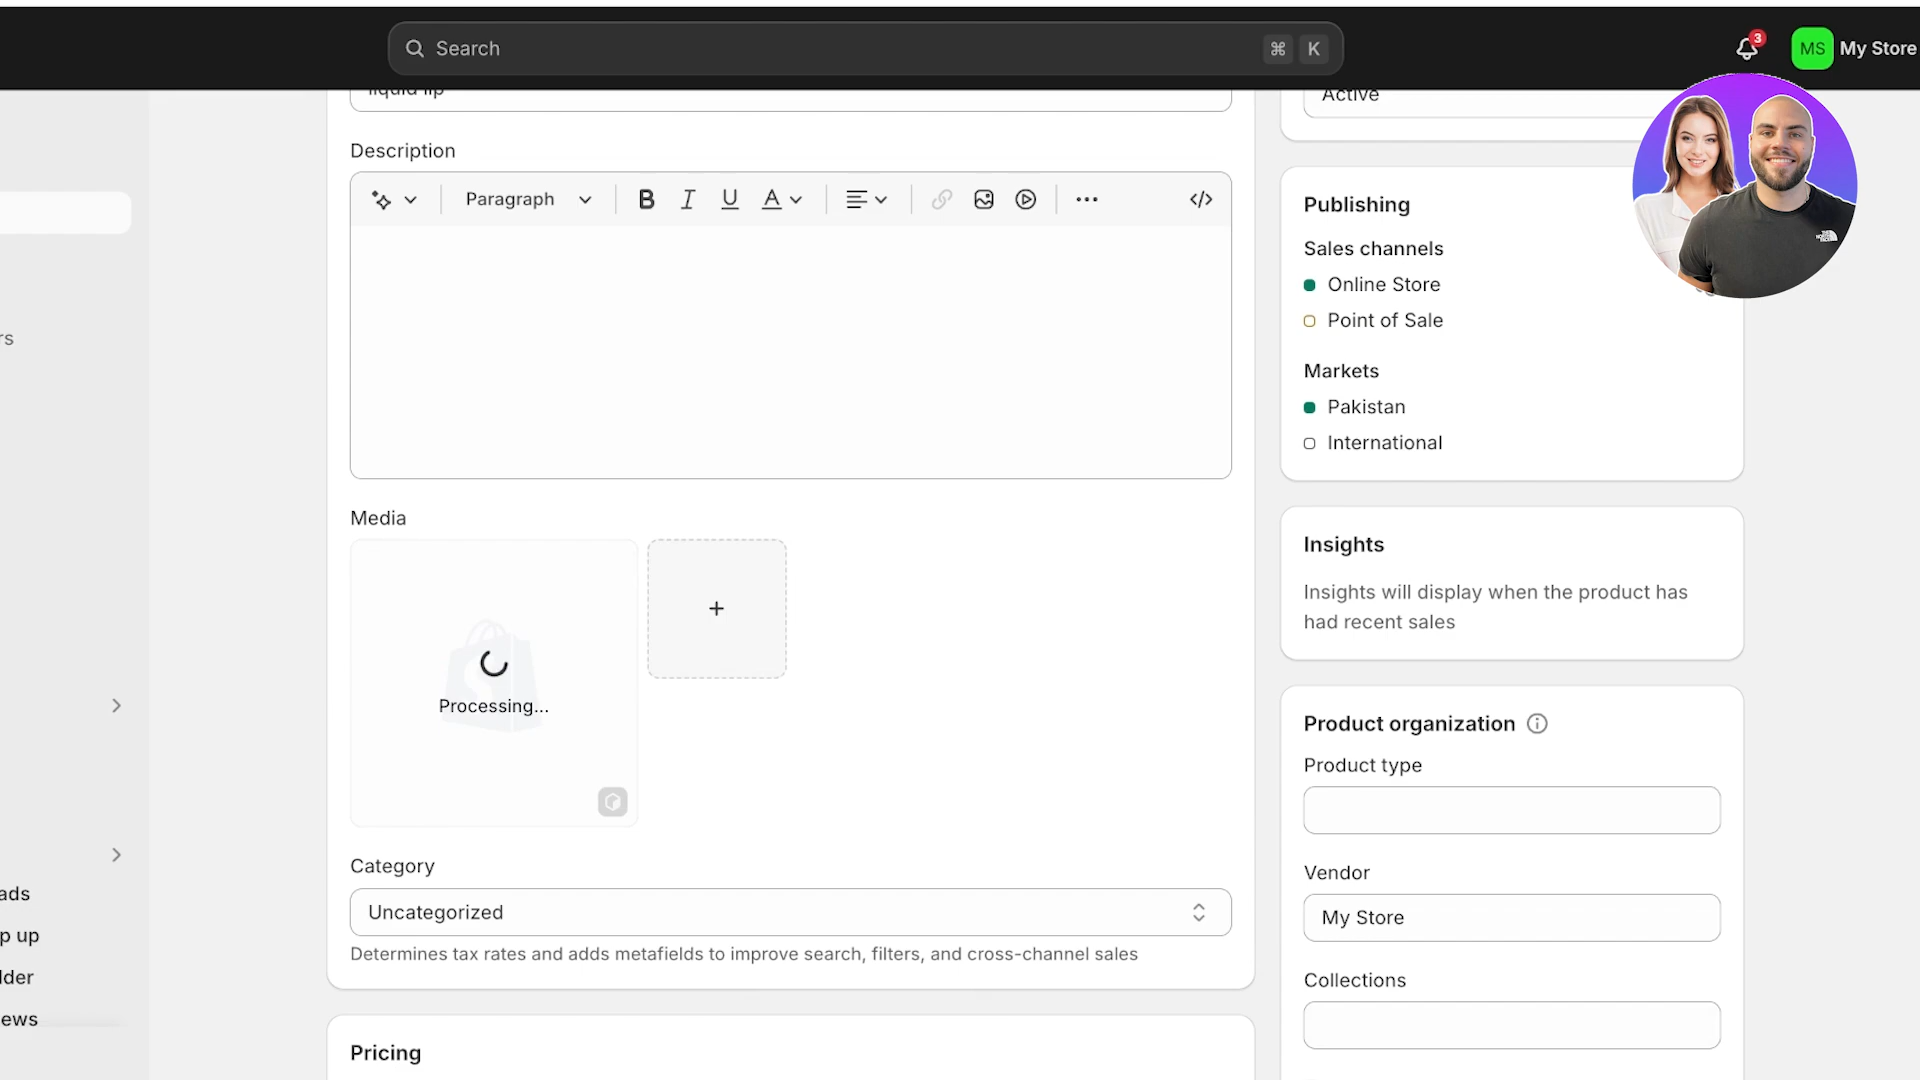 Search
⌘ K
3
MS My Store
liquid lip
Active
Description
Paragraph
B I U A
Publishing
Sales channels
Online Store
Point of Sale
Markets
Pakistan
International
rs
Media
Processing...
+
Insights
Insights will display when the product has
had recent sales
Product organization
Product type
Category
Uncategorized
Determines tax rates and adds metafields to improve search, filters, and cross-channel sales
Vendor
My Store
Collections
ads
p up
lder
ews
Pricing